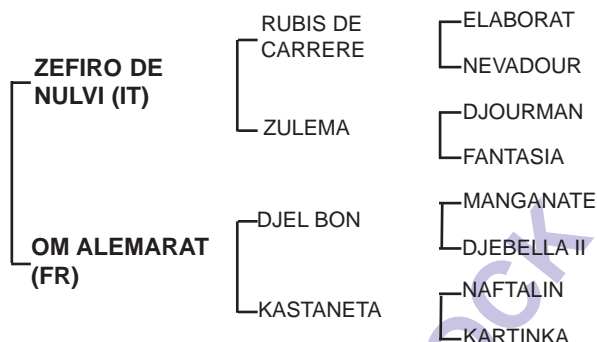 ZEFIRO DE
NULVI (IT)
OM ALEMARAT
(FR)
RUBIS DE
CARRERE
ZULEMA
DJEL BON
KASTANETA
ELABORAT
NEVADOUR
DJOURMAN
FANTASIA
MANGANATE
DJEBELLA II
NAFTALIN
KARTINKA
OCK